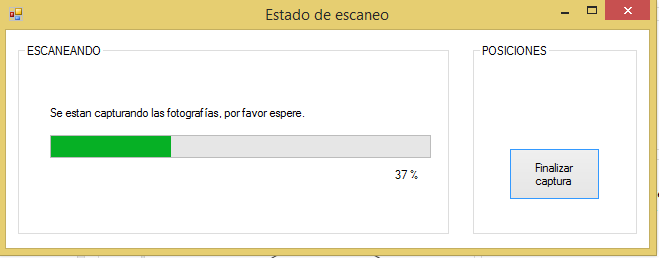 Estado de escaneo
ESCANEANDO
Se estan capturando las fotografías, por favor espere.
37 %
POSICIONES
Finalizar
captura